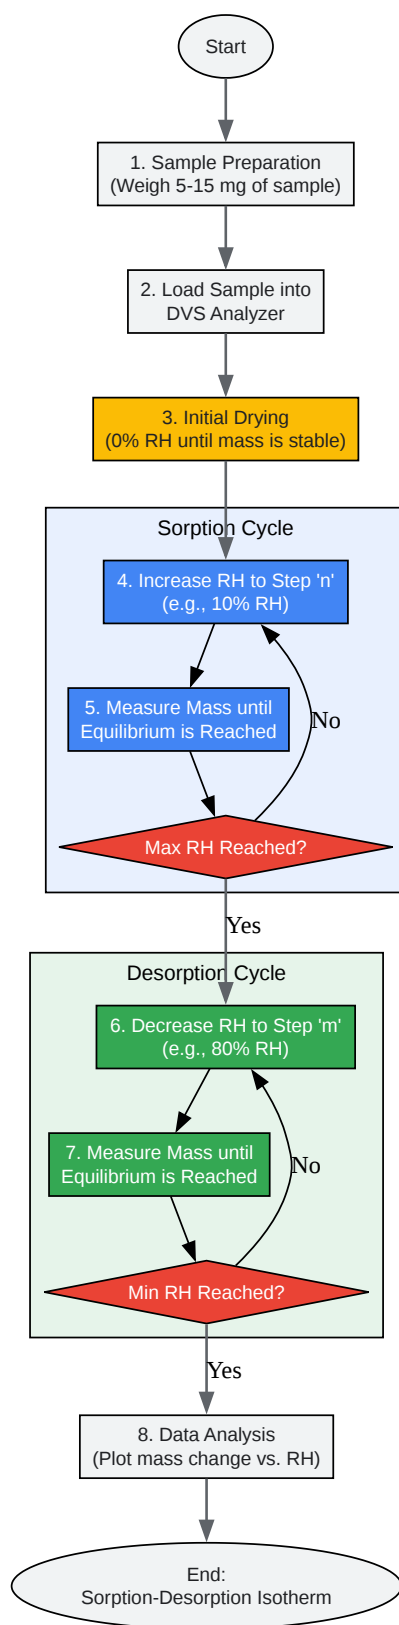 Start
1. Sample Preparation
(Weigh 5-15 mg of sample)
2. Load Sample into
DVS Analyzer
3. Initial Drying
(0% RH until mass is stable)
Sorption Cycle
4. Increase RH to Step 'n'
(e.g., 10% RH)
5. Measure Mass until
Equilibrium is Reached
No
Max RH Reached?
Yes
Desorption Cycle
6. Decrease RH to Step 'm'
(e.g., 80% RH)
7. Measure Mass until
Equilibrium is Reached
No
Min RH Reached?
Yes
8. Data Analysis
(Plot mass change vs. RH)
End:
Sorption-Desorption Isotherm